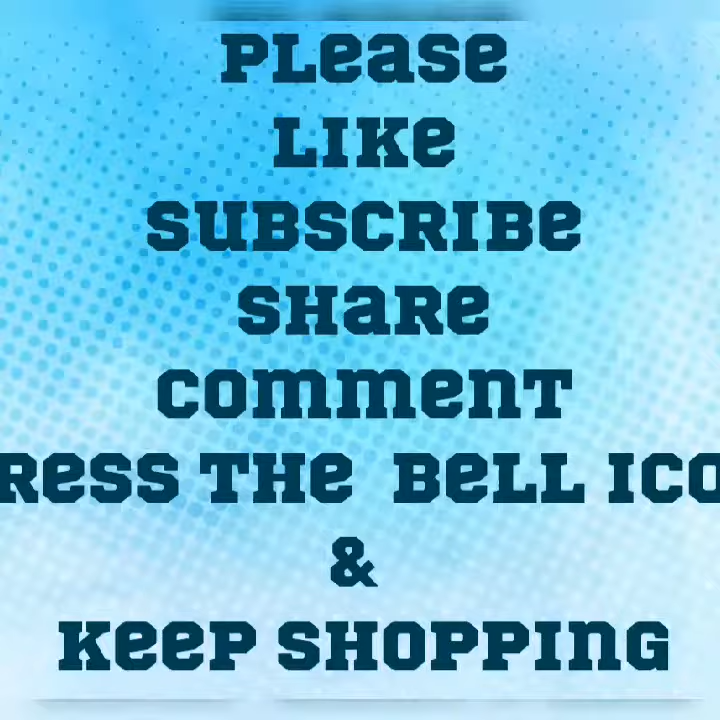 PLease
LIKe
SUBSCRIBe
SHaRe
Comment
RESS THe BeLL ICO
&
KeeP SHOPPInG